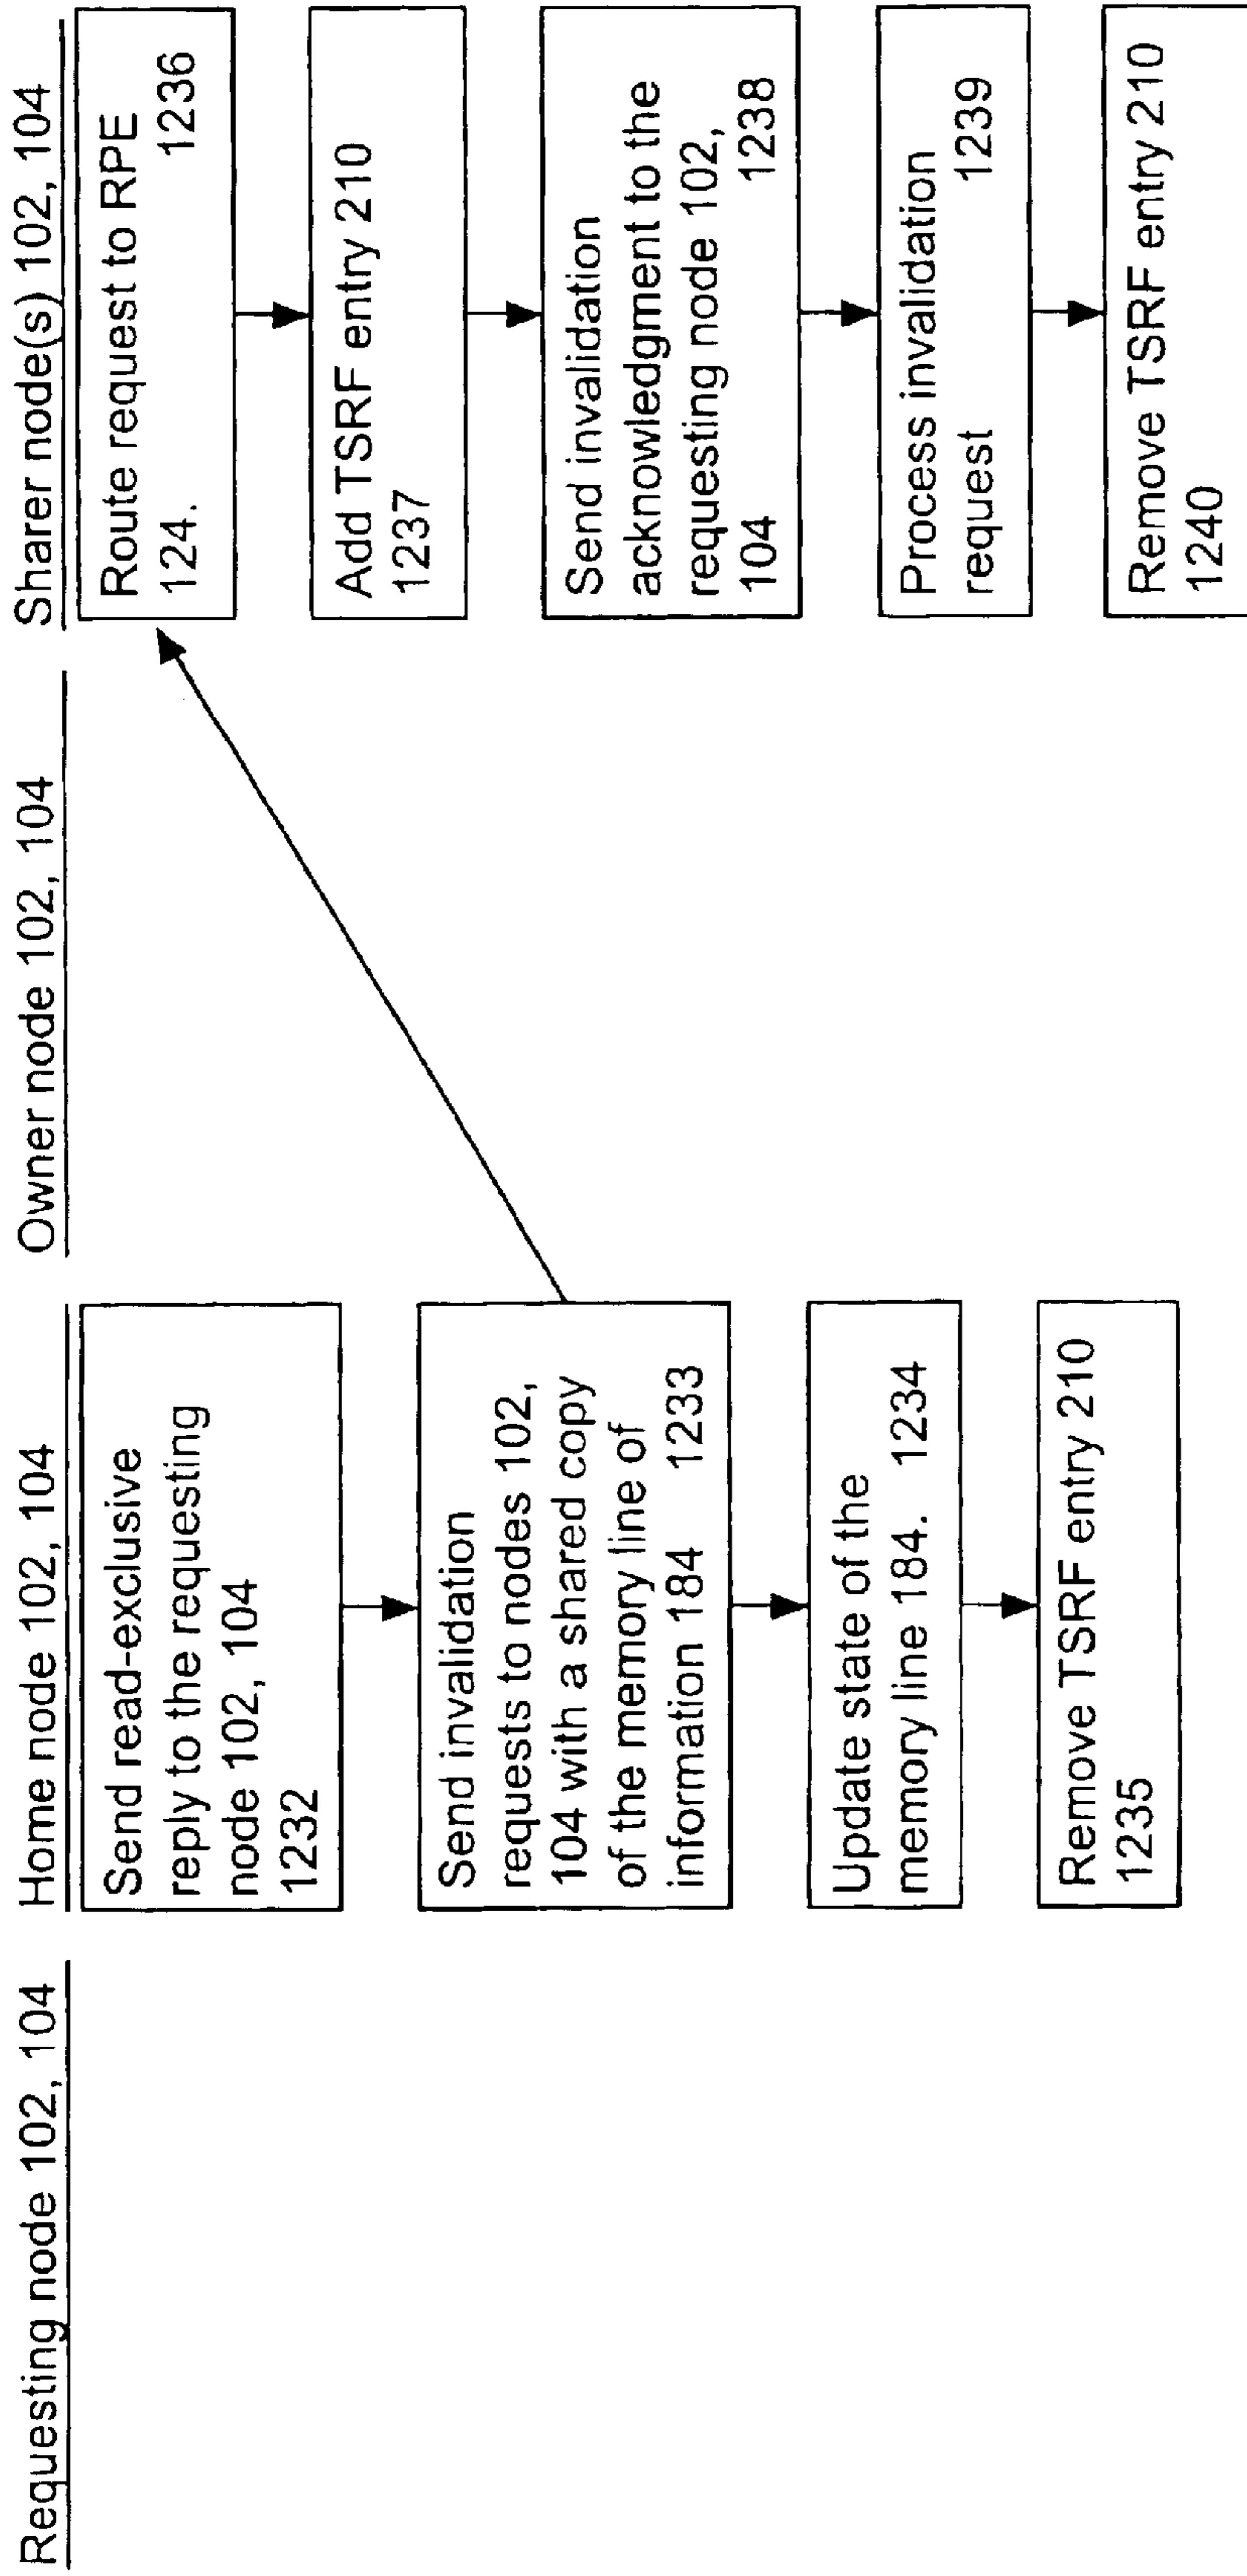 Requesting node 102, 104
Home node 102, 104
Send read-exclusive
reply to the requesting
node 102, 104
1232
Send invalidation
requests to nodes 102,
104 with a shared copy
of the memory line of
information 184 1233
Update state of the
memory line 184. 1234
Remove TSRF entry 210
1235
Owner node 102, 104
Sharer node(s) 102, 104
Route request to RPE
124. 1236
Add TSRF entry 210
1237
Send invalidation
acknowledgment to the
requesting node 102,
104 1238
Process invalidation
request 1239
Remove TSRF entry 210
1240